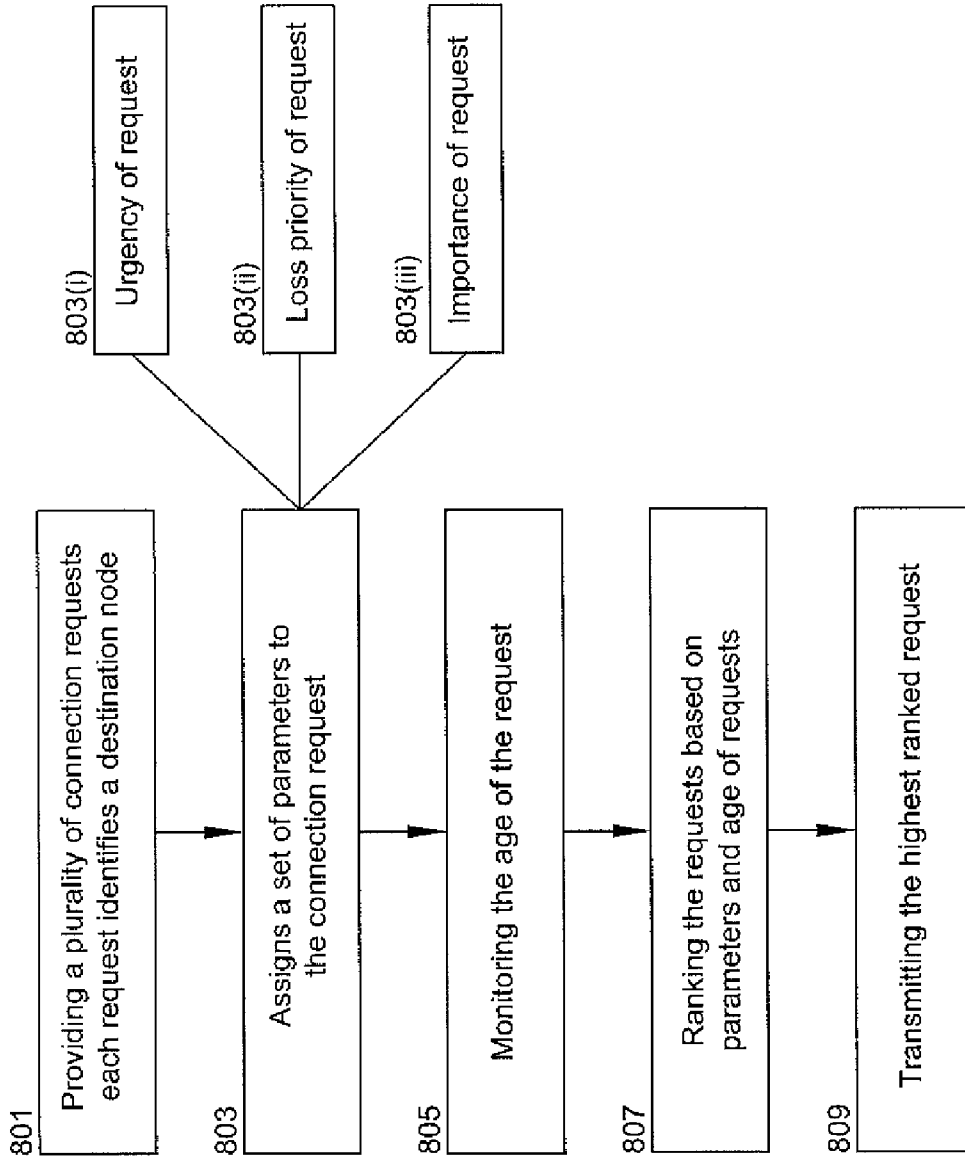 801
Providing a plurality of connection requests
each request identifies a destination node
803
Assigns a set of parameters to
the connection request
803(i)
Urgency of request
803(ii)
Loss priority of request
803(iii)
Importance of request
805
Monitoring the age of the request
807
Ranking the requests based on
parameters and age of requests
809
Transmitting the highest ranked request